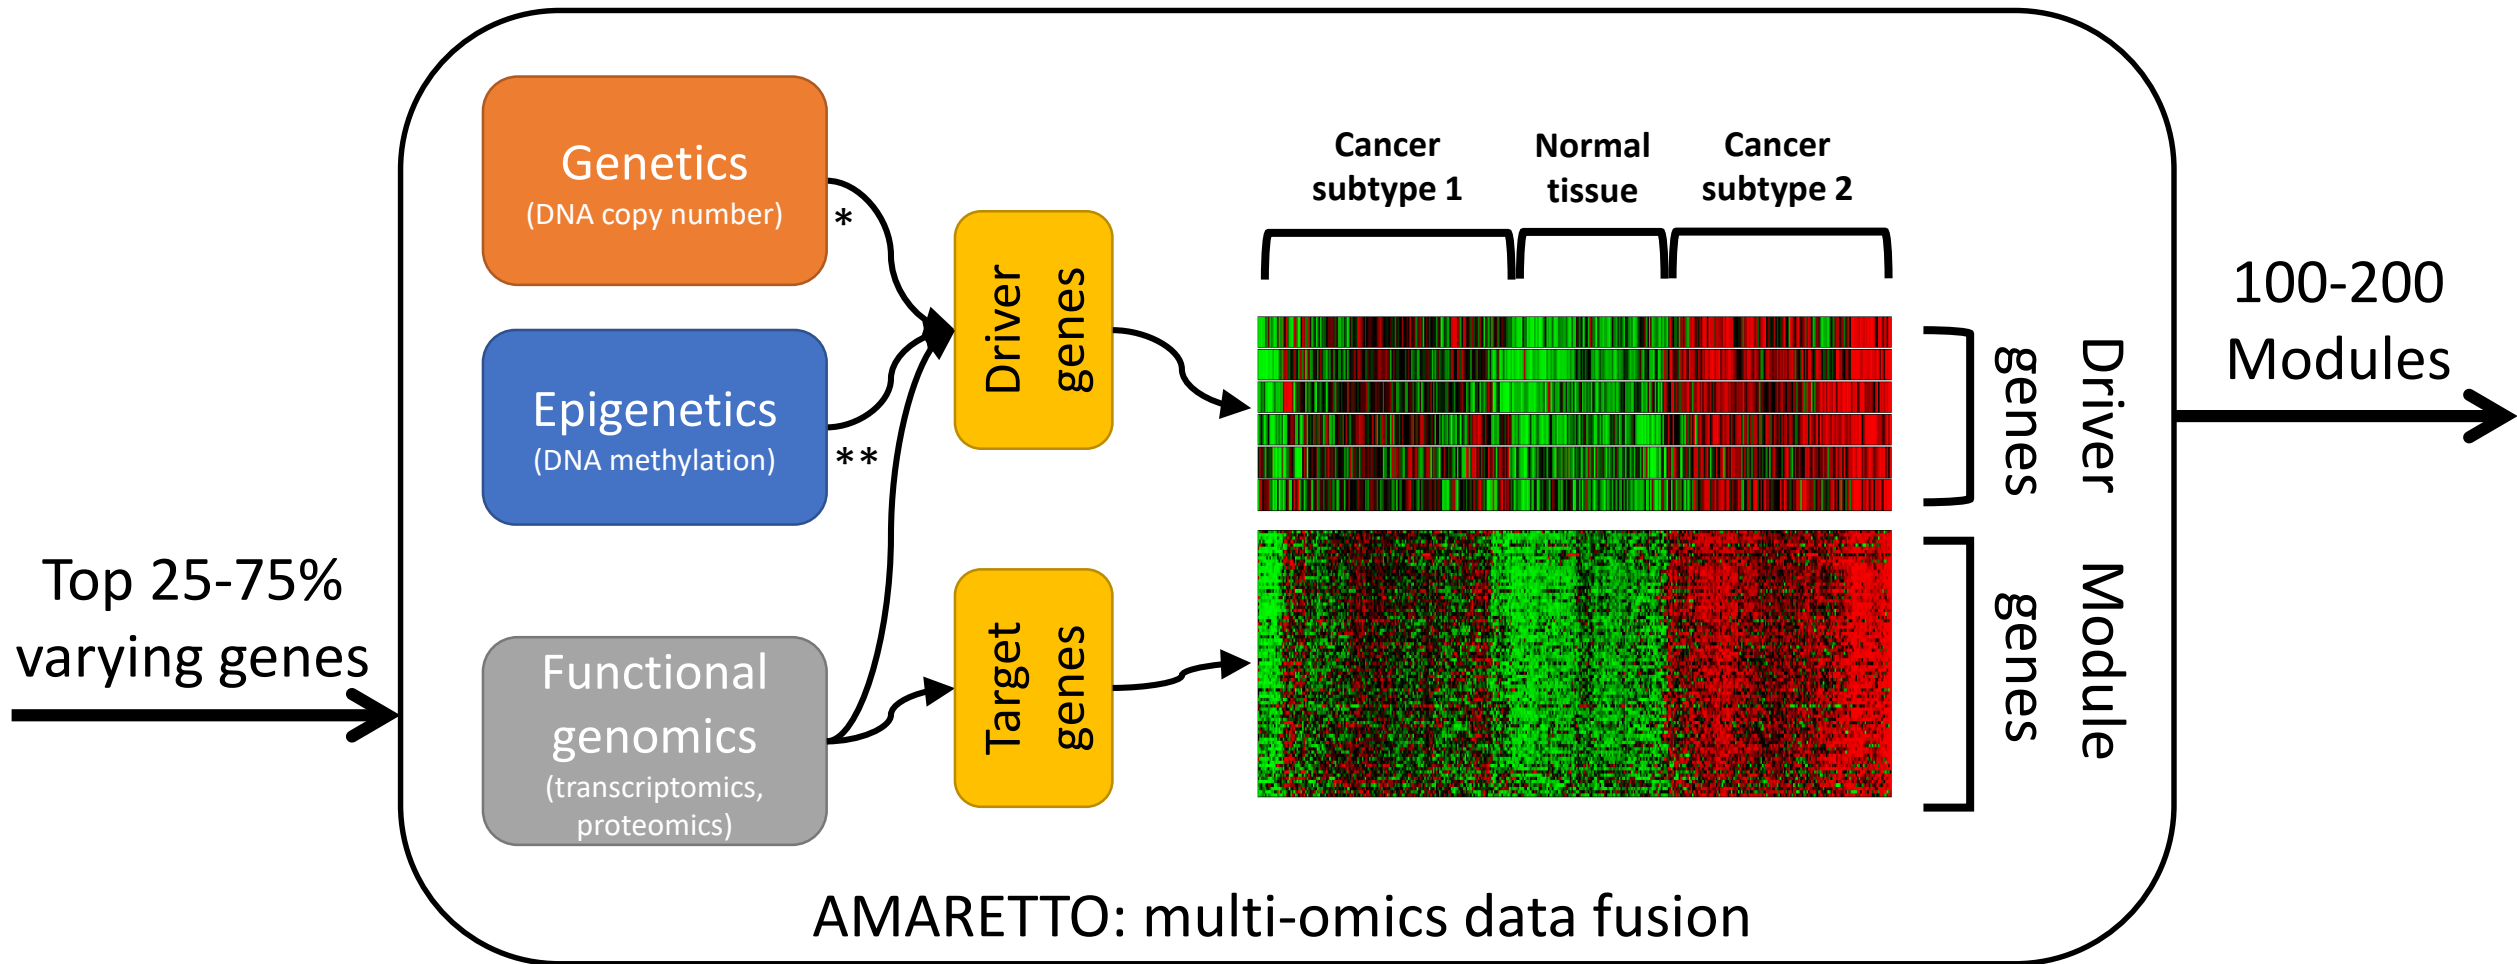 Top 25-75%
varying genes
Genetics
(DNA copy number)
*
Epigenetics
(DNA methylation)
**
Functional
genomics
(transcriptomics,
proteomics)
Driver
genes
Target
genes
Cancer
subtype 1
Normal
tissue
Cancer
subtype 2
Driver
genes
Module
genes
100-200
Modules
AMARETTO: multi-omics data fusion